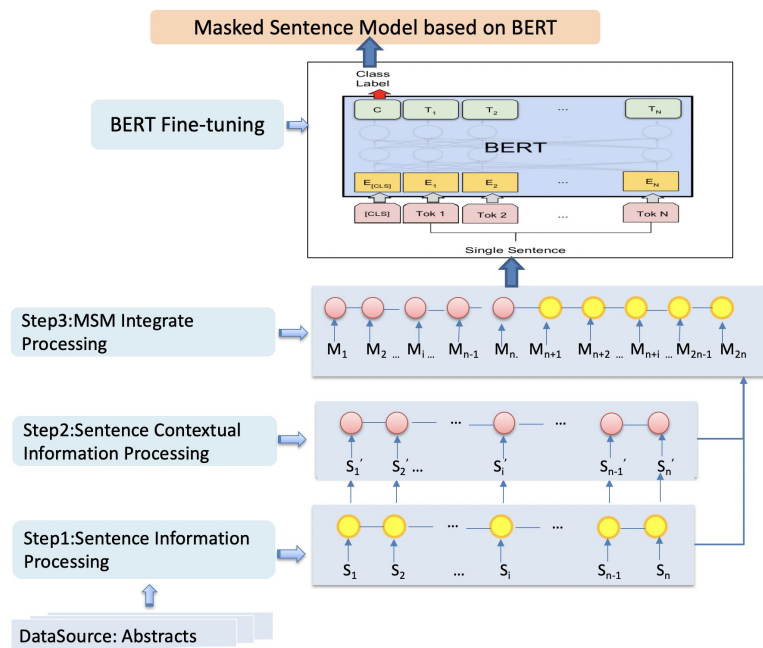 Masked Sentence Model based on BERT
Class
Label
BERT Fine-tuning
C T1 T2 ... TN
BERT
E[CLS] E1 E2 ... EN
[CLS] Tok 1 Tok 2 ... Tok N
Single Sentence
Step3:MSM Integrate
Processing
M1 M2 ... Mi ... Mn-1 Mn. Mn+1 Mn+2 ... Mn+i ... M2n-1 M2n
Step2:Sentence Contextual
Information Processing
... ...
S1′ S2′ ... Si′ Sn-1′ Sn′
Step1:Sentence Information
Processing
... ...
S1 S2 ... Si Sn-1 Sn
DataSource: Abstracts